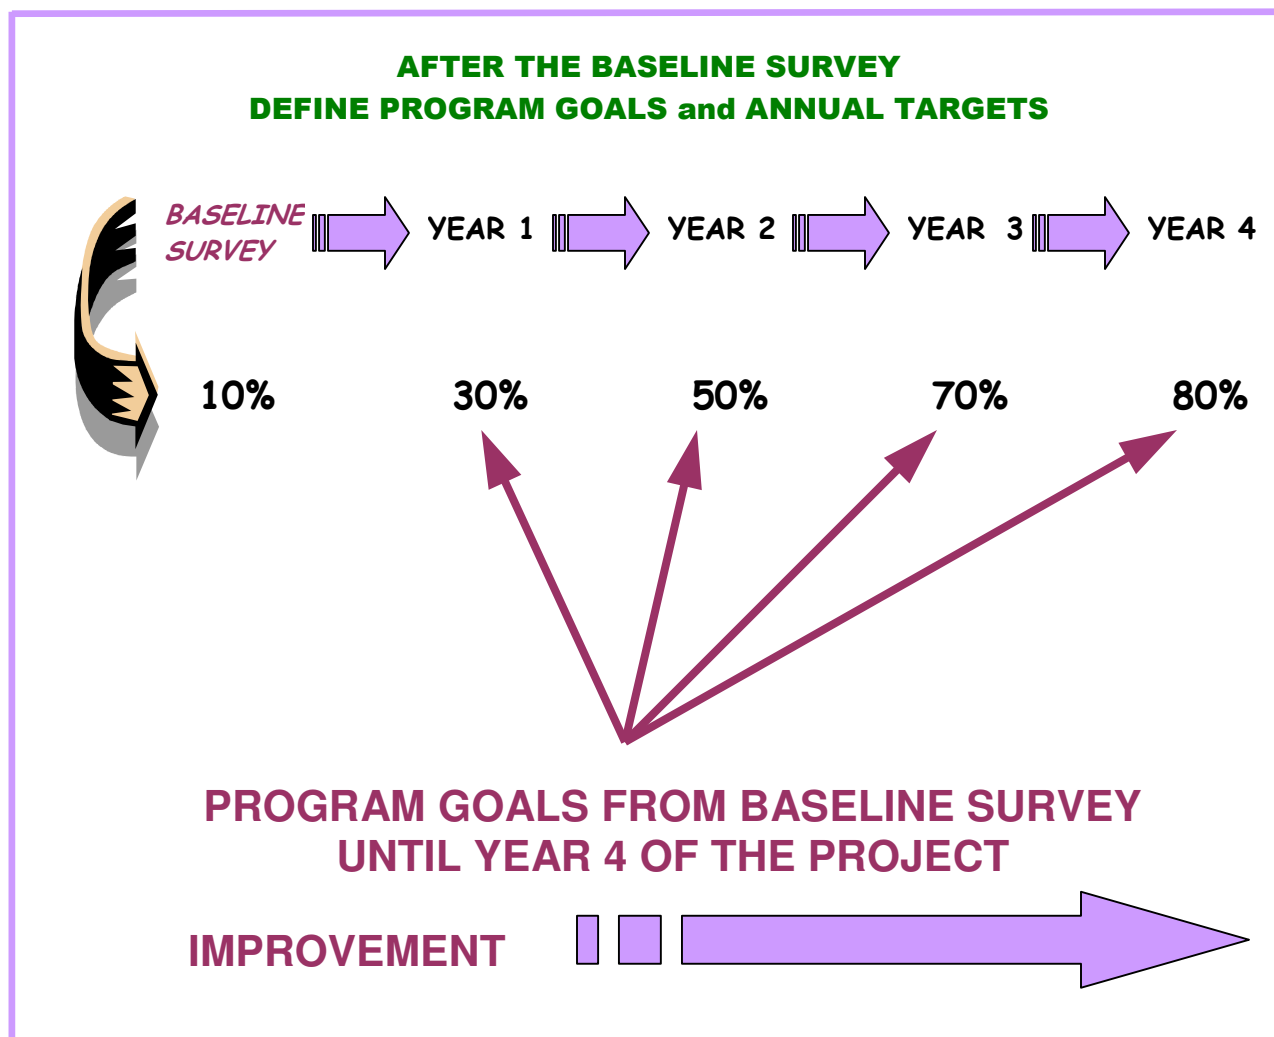 AFTER THE BASELINE SURVEY
DEFINE PROGRAM GOALS and ANNUAL TARGETS
BASELINE
SURVEY
YEAR 1
YEAR 2
YEAR 3
YEAR 4
10%
30%
50%
70%
80%
PROGRAM GOALS FROM BASELINE SURVEY
UNTIL YEAR 4 OF THE PROJECT
IMPROVEMENT